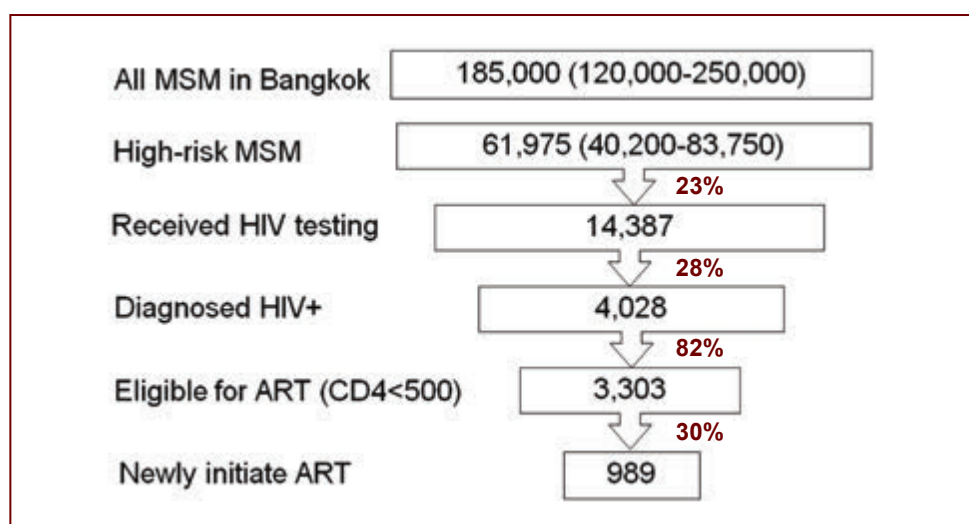 All MSM in Bangkok 185,000 (120,000-250,000)
High-risk MSM 61,975 (40,200-83,750)
23%
Received HIV testing 14,387
28%
Diagnosed HIV+ 4,028
82%
Eligible for ART (CD4<500) 3,303
30%
Newly initiate ART 989